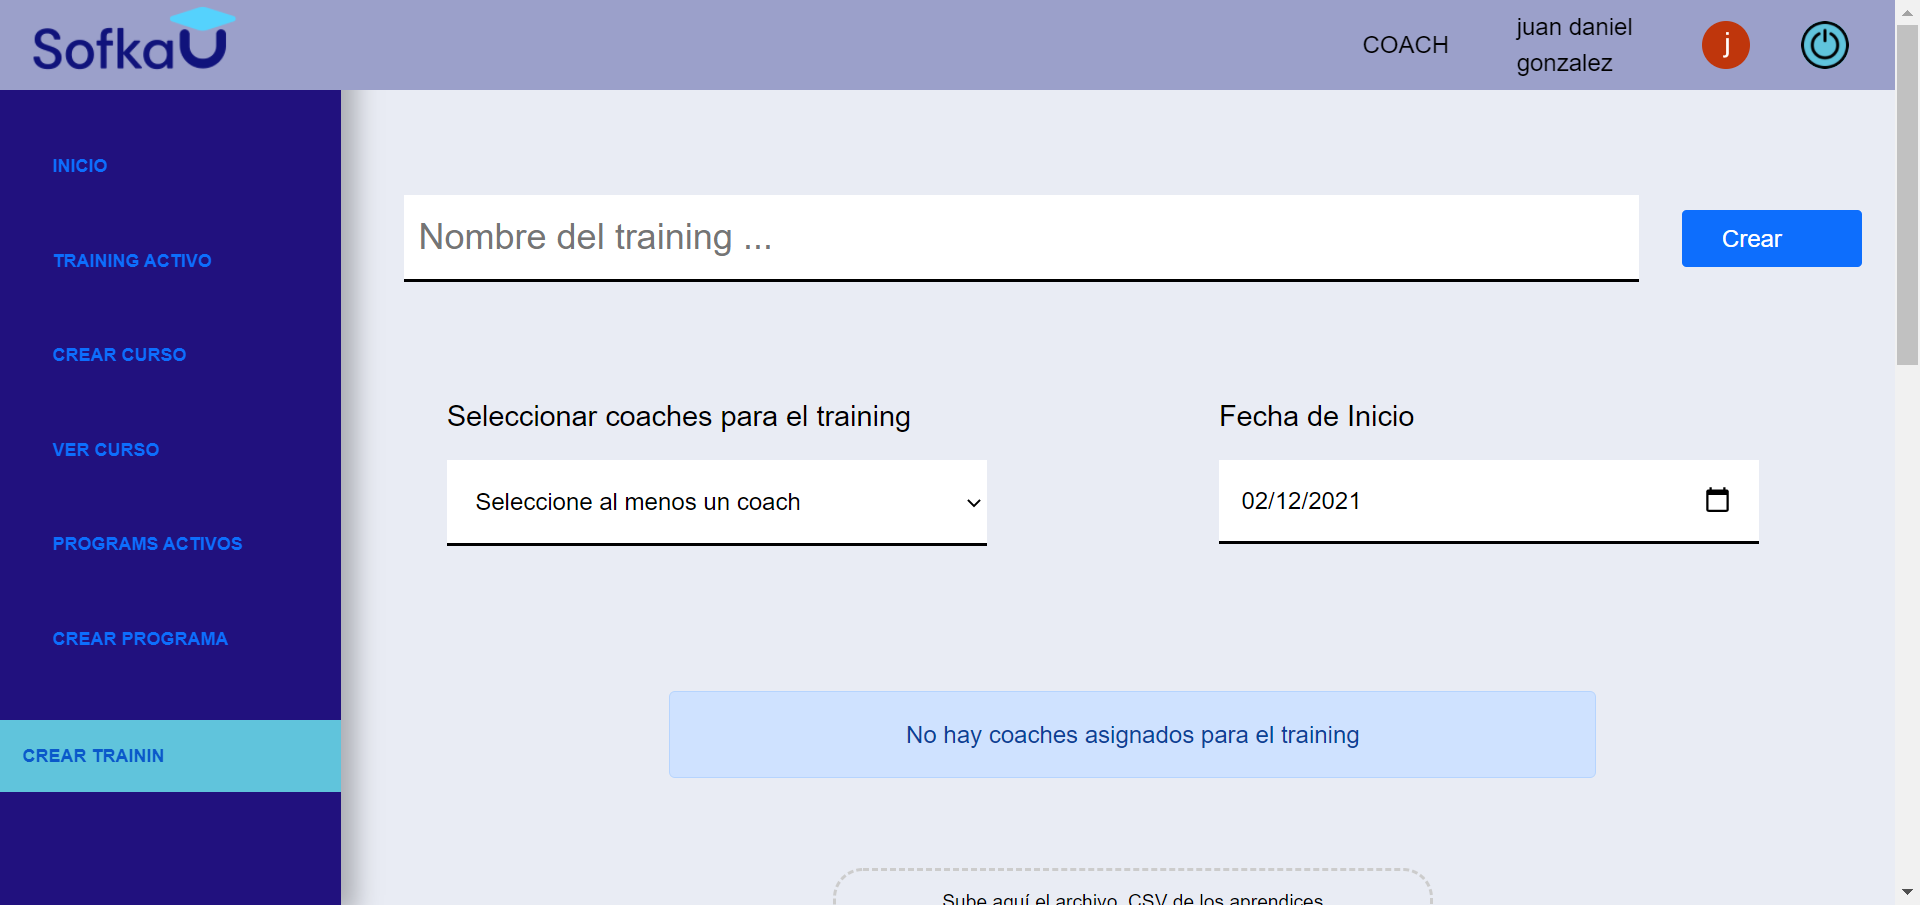 SofkaU
COACH
juan daniel
gonzalez
j
INICIO
TRAINING ACTIVO
CREAR CURSO
VER CURSO
PROGRAMS ACTIVOS
CREAR PROGRAMA
CREAR TRAININ
Nombre del training ...
Crear
Seleccionar coaches para el training
Fecha de Inicio
Seleccione al menos un coach
02/12/2021
No hay coaches asignados para el training
Sube aquí el archivo .CSV de los aprendices